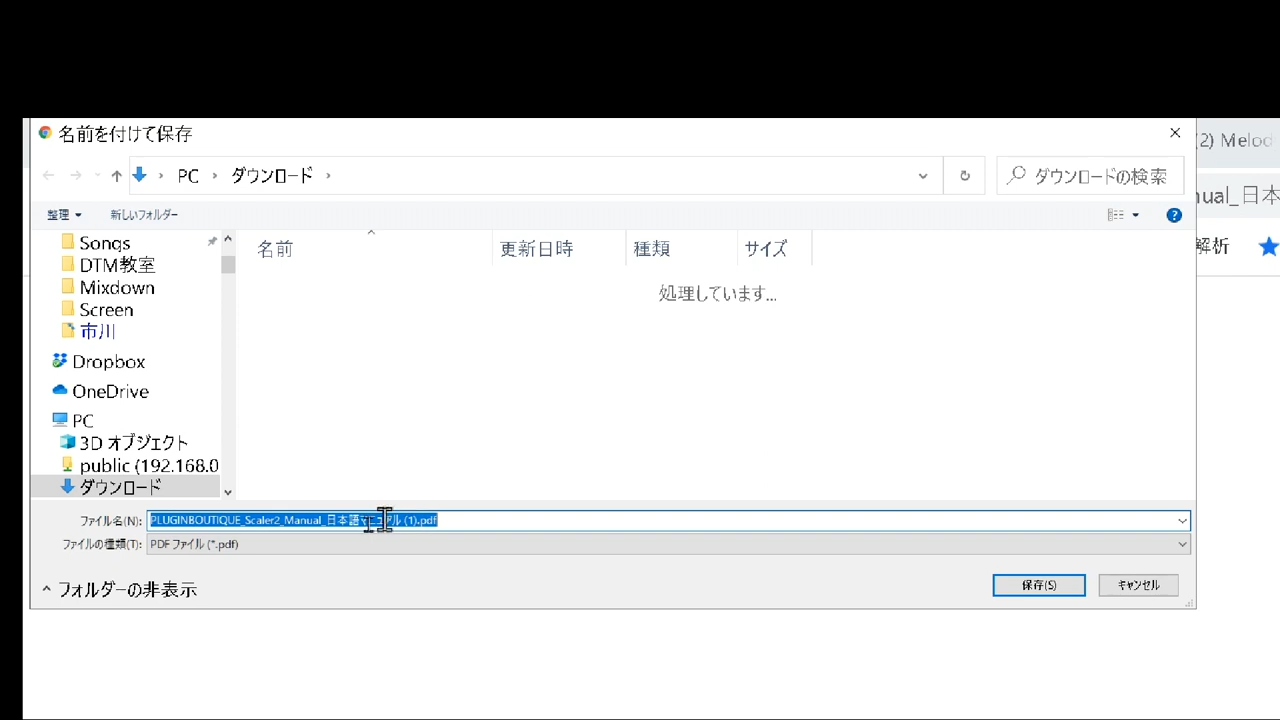 名前を付けて保存
(2) Melod
PC ダウンロード
ダウンロードの検索
nual_日本
整理 新しいフォルダー
解析
Songs
DTM教室
Mixdown
Screen
市川
Dropbox
OneDrive
PC
3D オブジェクト
public (192.168.0
ダウンロード
名前 更新日時 種類 サイズ
処理しています...
ファイル名(N): PLUGINBOUTIQUE_Scaler2_Manual_日本語マニュアル (1).pdf
ファイルの種類(T): PDF ファイル (*.pdf)
フォルダーの非表示
保存(S) キャンセル